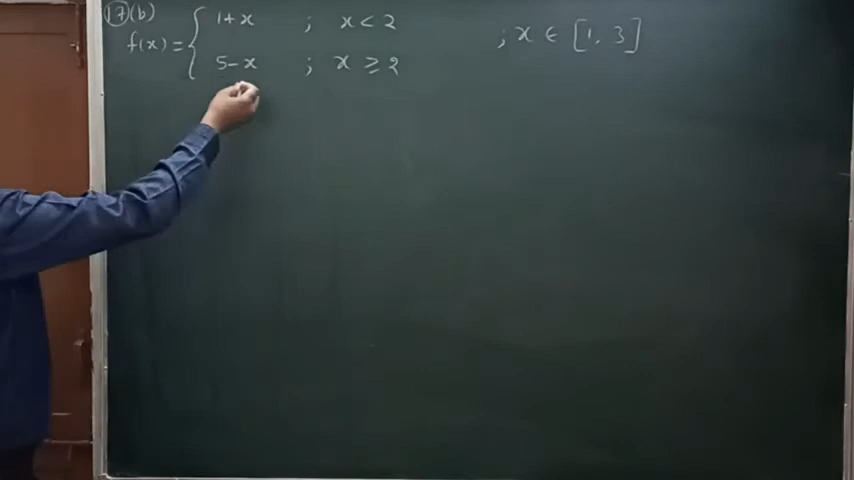 17 (b)
f(x) = { 1+x ; x < 2
5-x ; x ≥ 2
; x ∈ [1, 3]